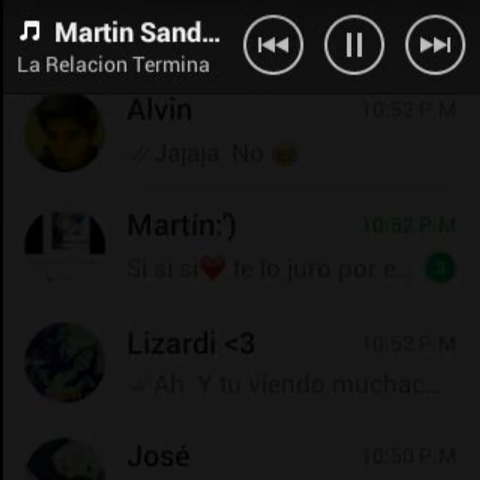 Martin Sand...
La Relacion Termina
Alvin
10:52 P.M
Jajaja No
Martín:')
10:52 P.M
Si si si❤ te lo juro por e...
Lizardi <3
10:52 P.M
Ah. Y tu viendo muchac...
José
10:50 P.M